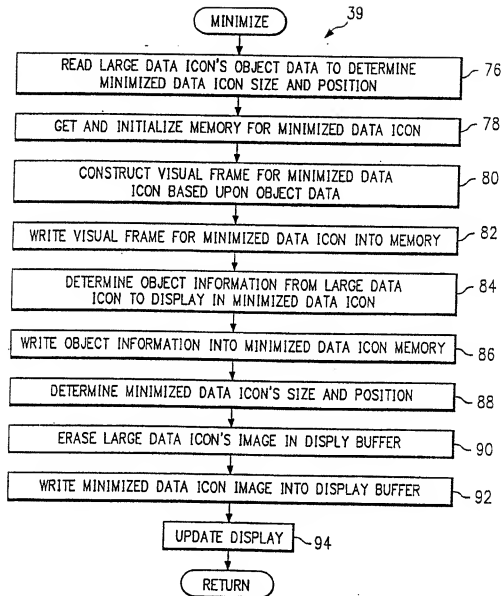 MINIMIZE
39
READ LARGE DATA ICON'S OBJECT DATA TO DETERMINE
MINIMIZED DATA ICON SIZE AND POSITION
76
GET AND INITIALIZE MEMORY FOR MINIMIZED DATA ICON
78
CONSTRUCT VISUAL FRAME FOR MINIMIZED DATA
ICON BASED UPON OBJECT DATA
80
WRITE VISUAL FRAME FOR MINIMIZED DATA ICON INTO MEMORY
82
DETERMINE OBJECT INFORMATION FROM LARGE DATA
ICON TO DISPLAY IN MINIMIZED DATA ICON
84
WRITE OBJECT INFORMATION INTO MINIMIZED DATA ICON MEMORY
86
DETERMINE MINIMIZED DATA ICON'S SIZE AND POSITION
88
ERASE LARGE DATA ICON'S IMAGE IN DISPLY BUFFER
90
WRITE MINIMIZED DATA ICON IMAGE INTO DISPLAY BUFFER
92
UPDATE DISPLAY
94
RETURN